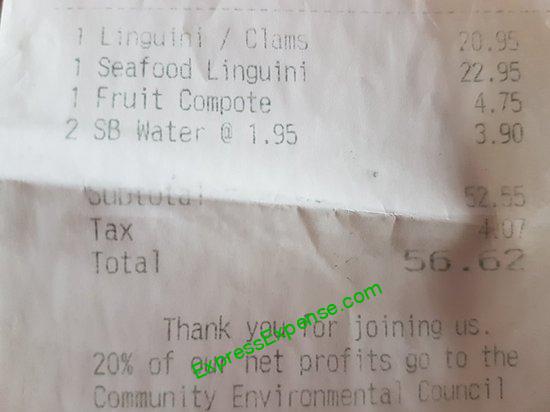 1 Linguini / Clams 20.95
1 Seafood Linguini 22.95
1 Fruit Compote 4.75
2 SB Water @ 1.95 3.90
Subtotal 52.55
Tax 4.07
Total 56.62
Thank you for joining us.
20% of our net profits go to the
Community Environmental Council
ExpressExpense.com